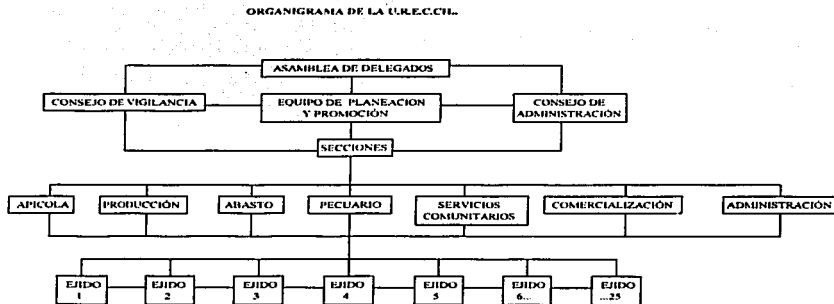 ORGANIGRAMA DE LA U.R.E.C.CH..
ASAMBLEA DE DELEGADOS
CONSEJO DE VIGILANCIA
EQUIPO DE PLANEACION
Y PROMOCIÓN
CONSEJO DE
ADMINISTRACIÓN
SECCIONES
APICOLA
PRODUCCIÓN
ABASTO
PECUARIO
SERVICIOS
COMUNITARIOS
COMERCIALIZACIÓN
ADMINISTRACIÓN
EJIDO
1
EJIDO
2
EJIDO
3
EJIDO
4
EJIDO
5
EJIDO
6...
EJIDO
...25